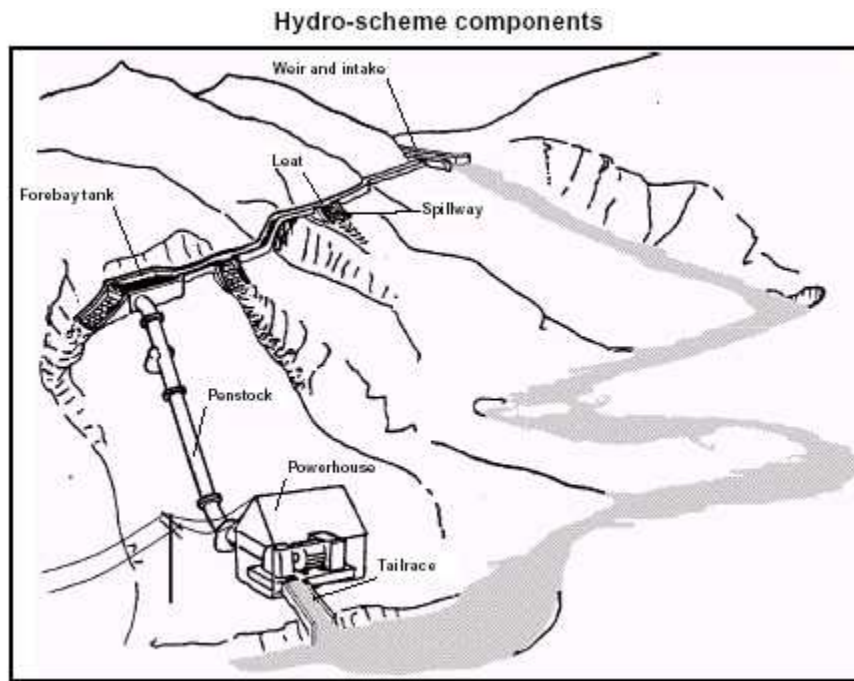 Hydro-scheme components
Weir and intake
Leat
Forebay tank
Spillway
Penstock
Powerhouse
Tailrace